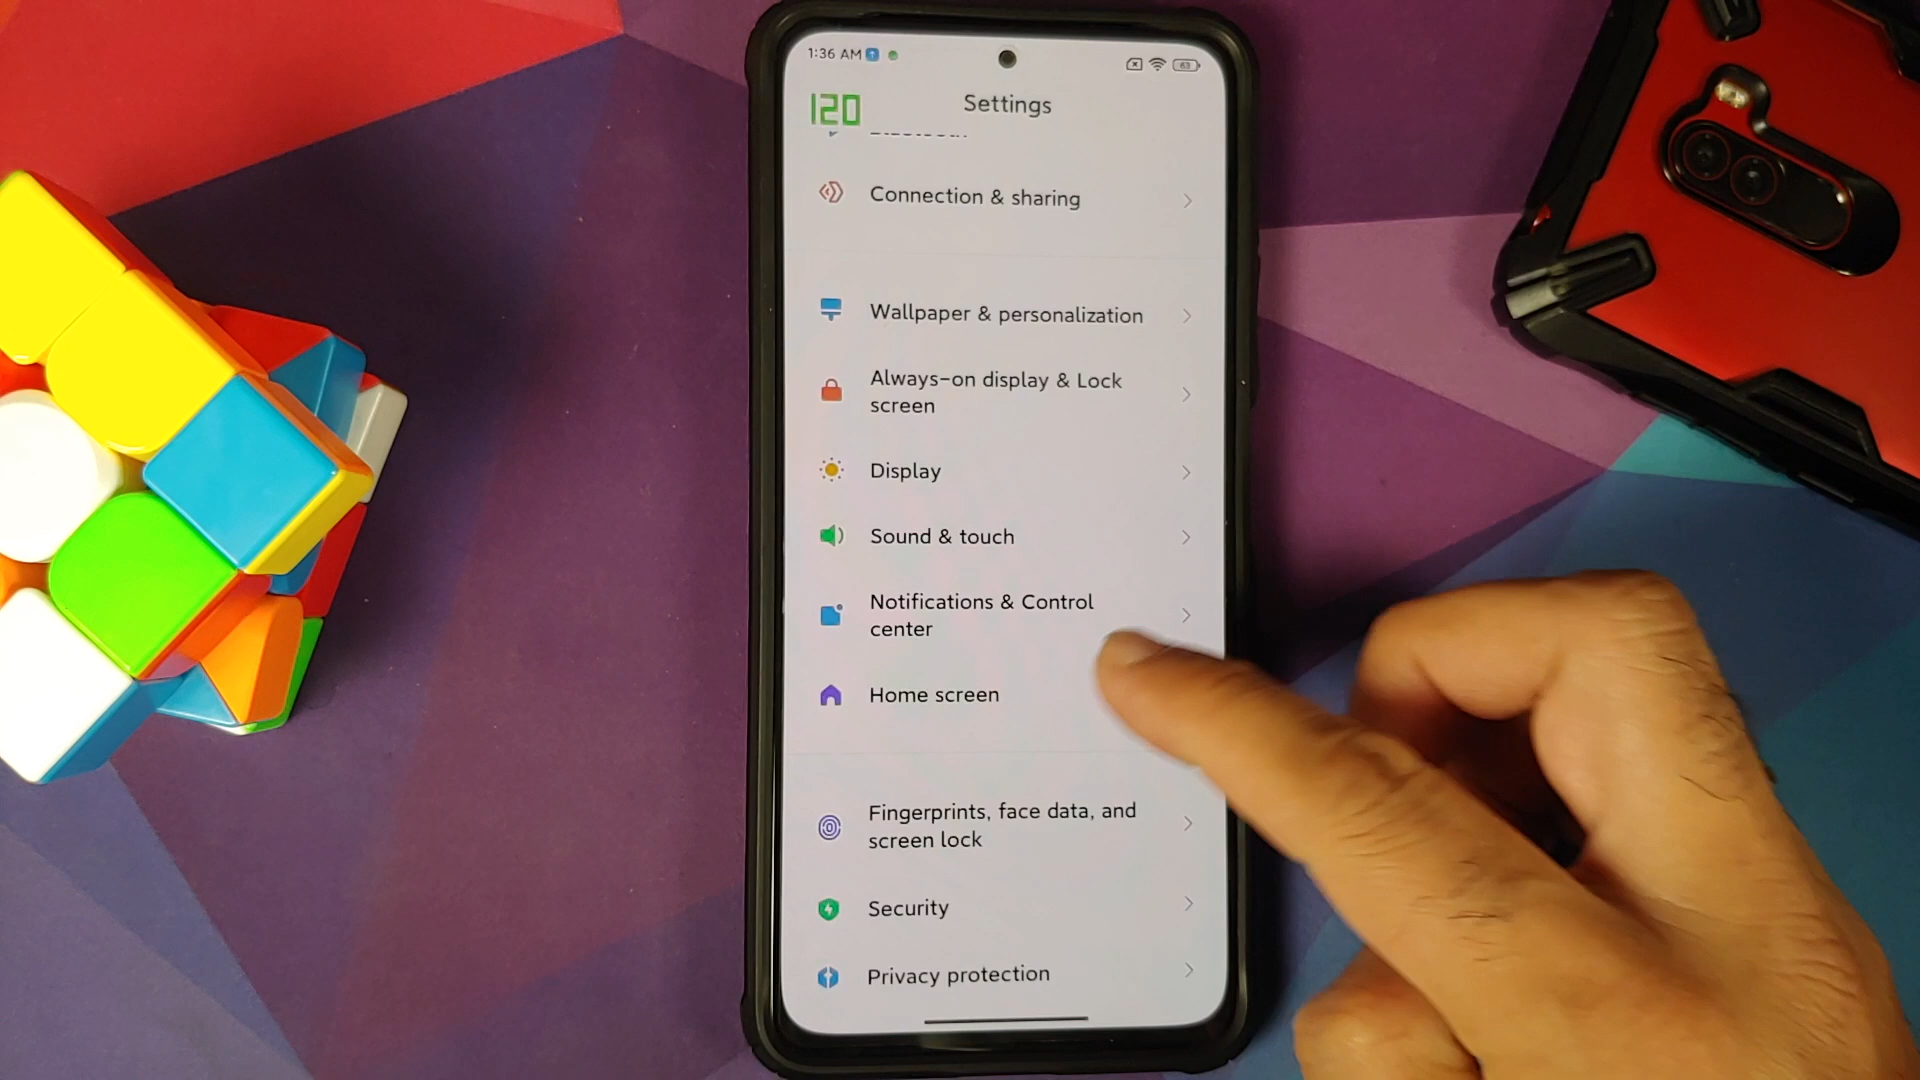 1:36 AM
63
120
Settings
Connection & sharing
Wallpaper & personalization
Always-on display & Lock
screen
Display
Sound & touch
Notifications & Control
center
Home screen
Fingerprints, face data, and
screen lock
Security
Privacy protection